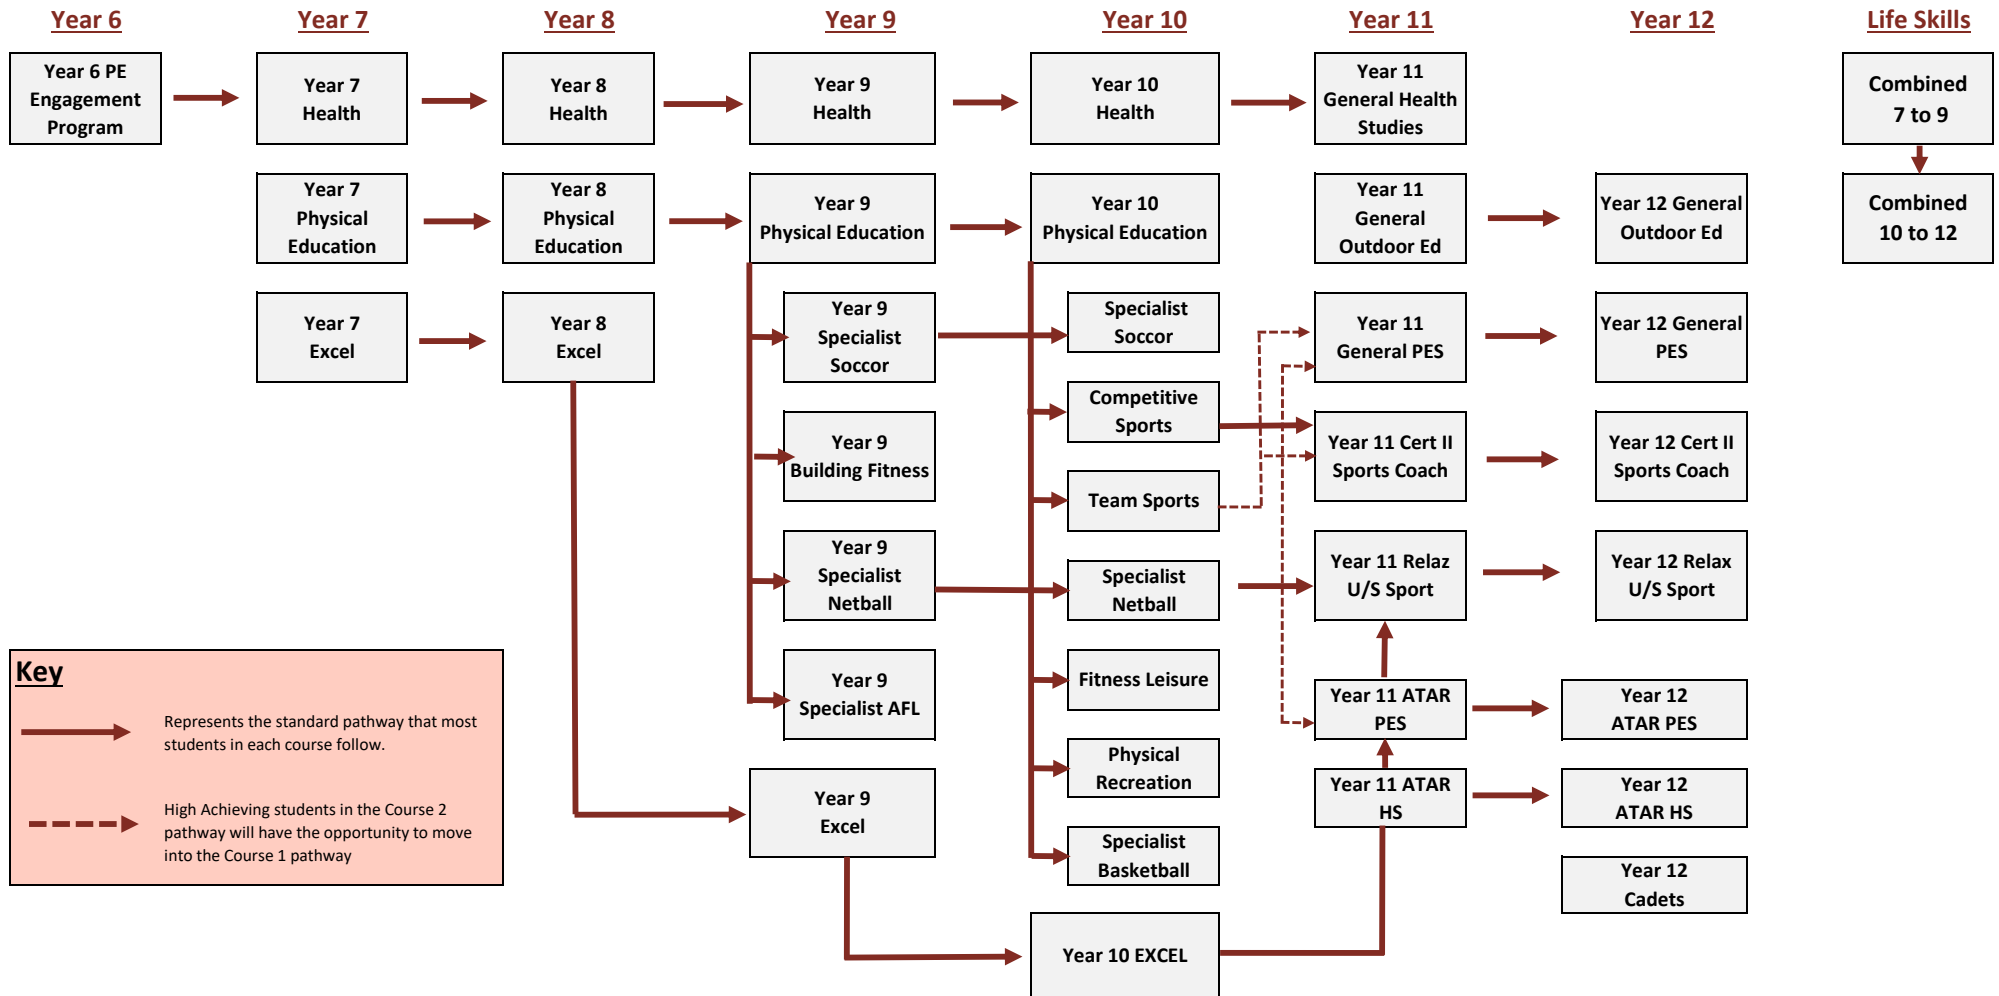 Year 6
Year 7
Year 8
Year 9
Year 10
Year 11
Year 12
Life Skills
Year 6 PE
Engagement
Program
Year 7
Health
Year 8
Health
Year 9
Health
Year 10
Health
Year 11
General Health
Studies
Combined
7 to 9
Year 7
Physical
Education
Year 8
Physical
Education
Year 9
Physical Education
Year 10
Physical Education
Year 11
General
Outdoor Ed
Year 12 General
Outdoor Ed
Combined
10 to 12
Year 7
Excel
Year 8
Excel
Year 9
Specialist
Soccor
Specialist
Soccor
Year 11
General PES
Year 12 General
PES
Year 9
Building Fitness
Competitive
Sports
Year 11 Cert II
Sports Coach
Year 12 Cert II
Sports Coach
Team Sports
Year 9
Specialist
Netball
Specialist
Netball
Year 11 Relaz
U/S Sport
Year 12 Relax
U/S Sport
Year 9
Specialist AFL
Fitness Leisure
Year 11 ATAR
PES
Year 12
ATAR PES
Year 9
Excel
Physical
Recreation
Year 11 ATAR
HS
Year 12
ATAR HS
Specialist
Basketball
Year 12
Cadets
Year 10 EXCEL
Key
Represents the standard pathway that most
students in each course follow.
High Achieving students in the Course 2
pathway will have the opportunity to move
into the Course 1 pathway